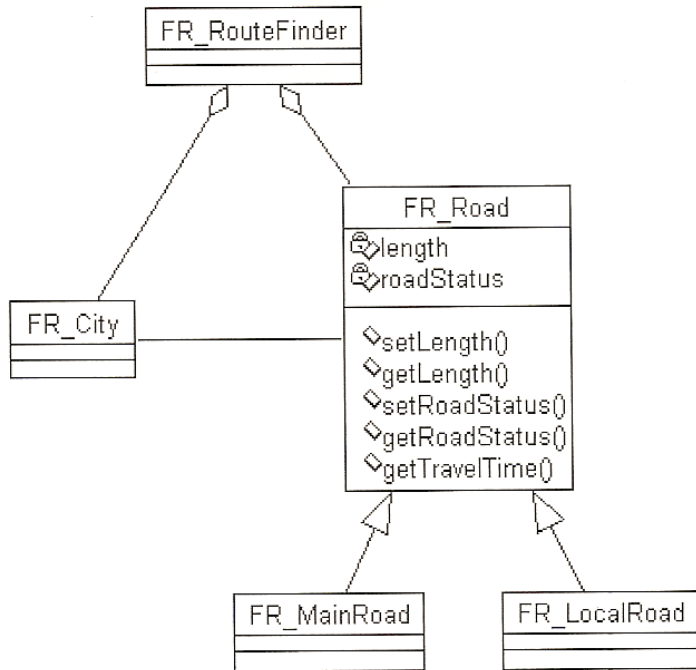 FR_RouteFinder
FR_Road
length
roadStatus
FR_City
setLength()
getLength()
setRoadStatus()
getRoadStatus()
getTravelTime()
FR_MainRoad
FR_LocalRoad